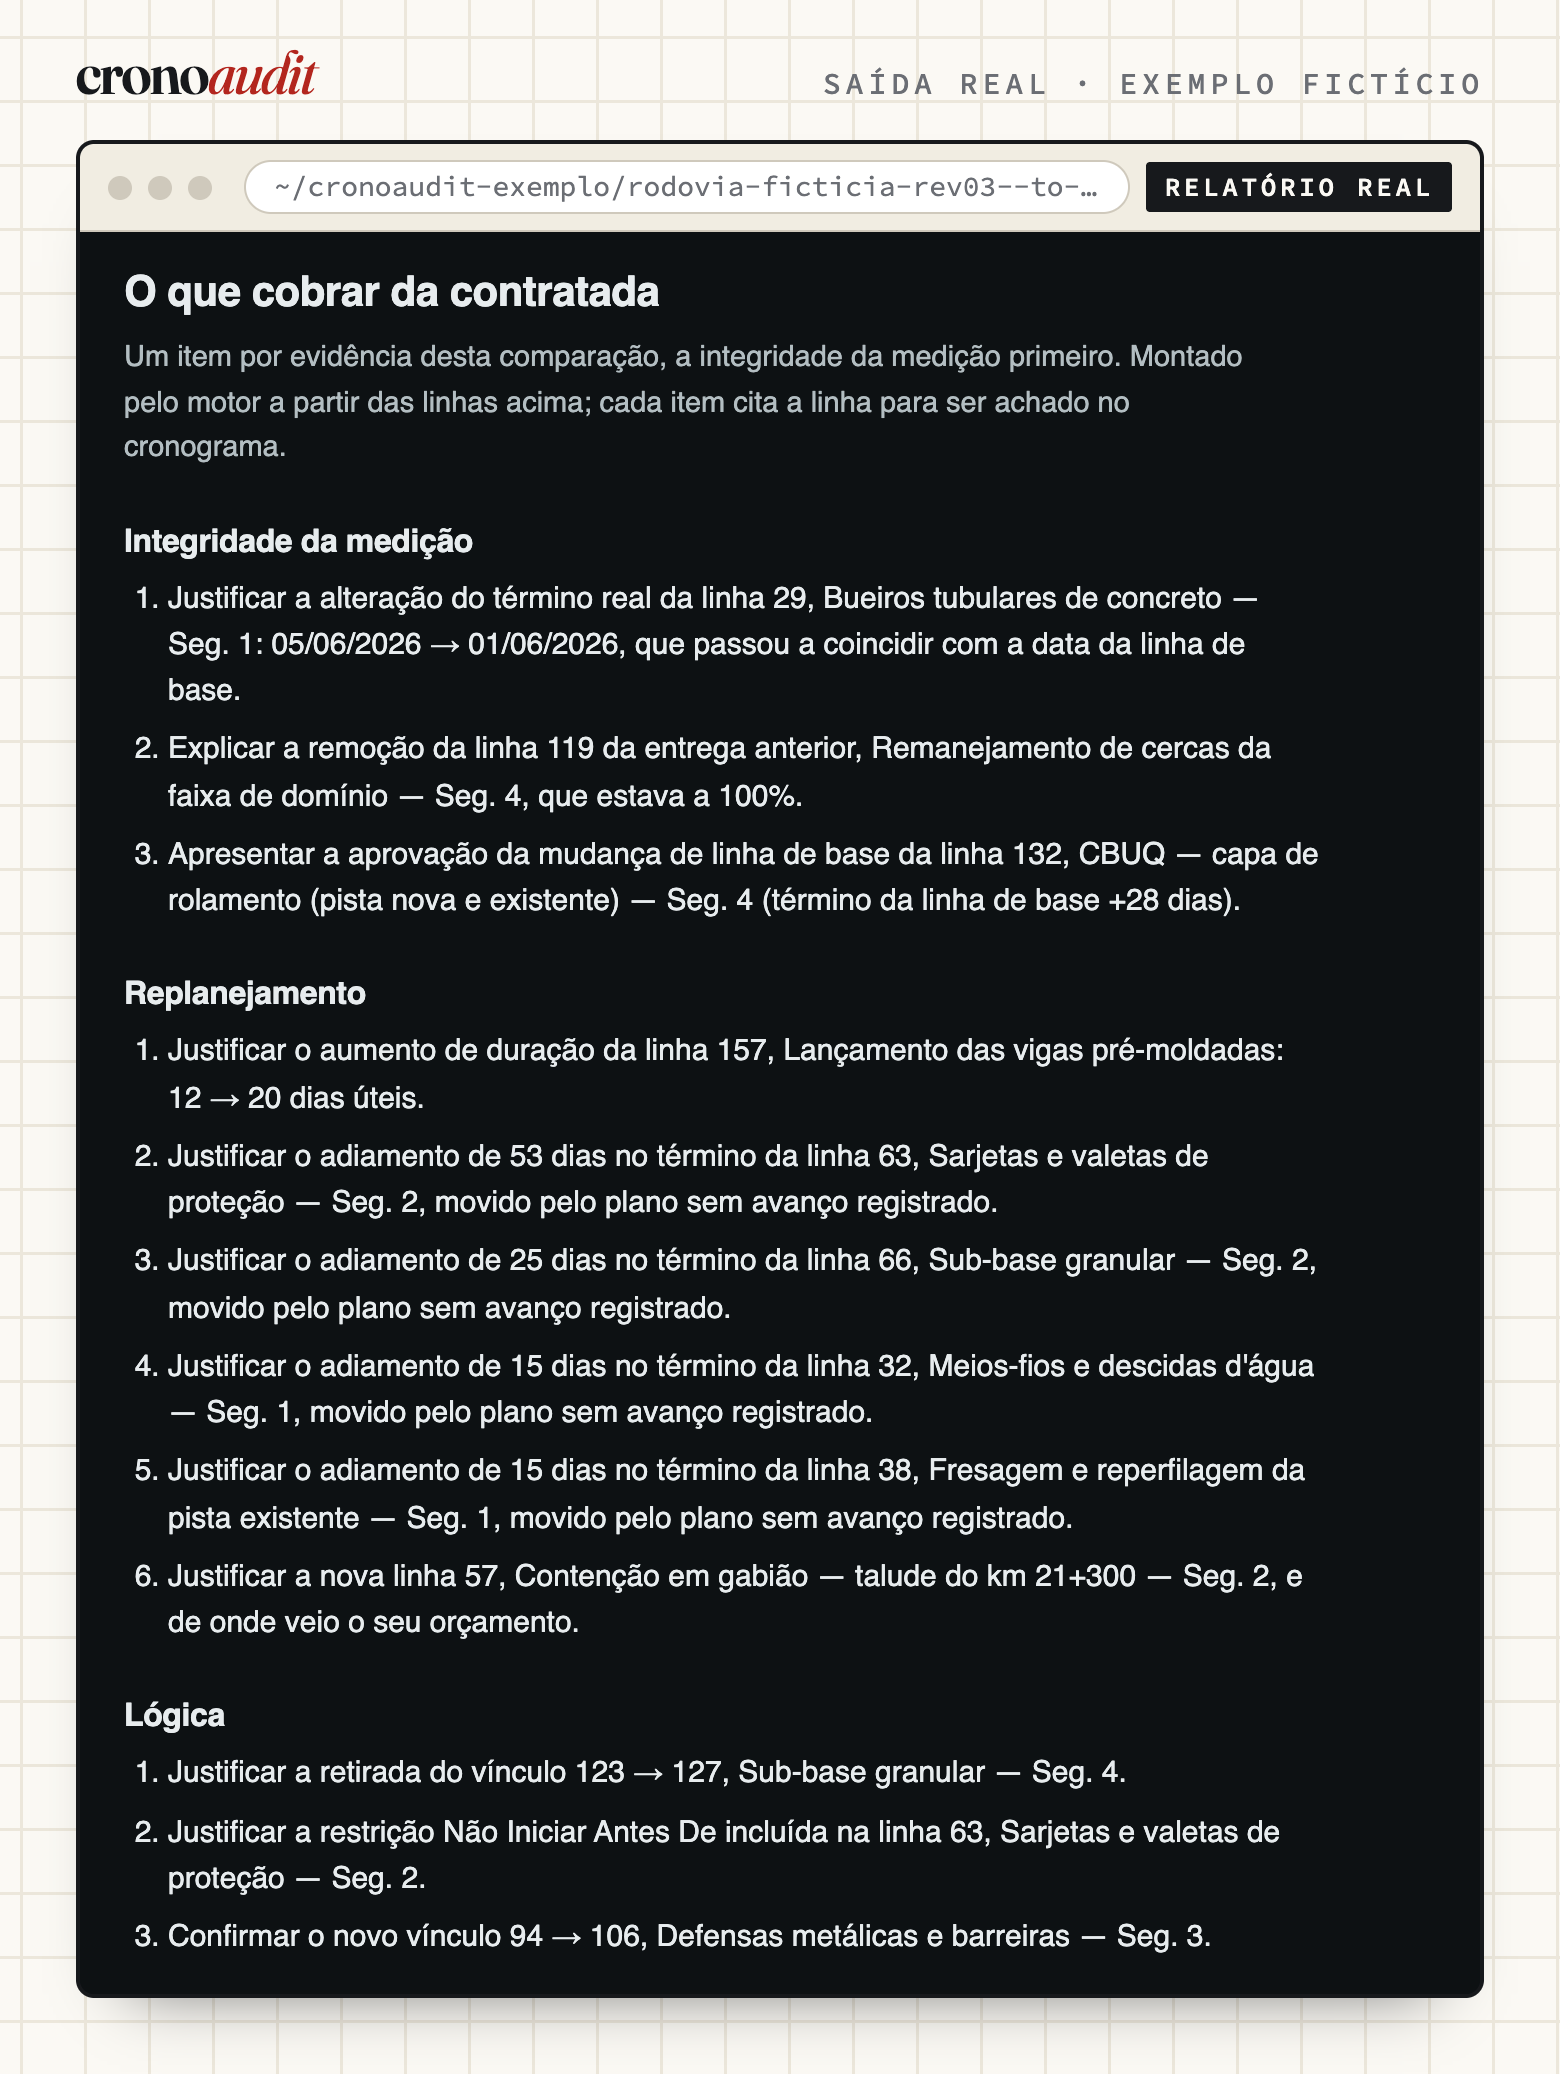 cronoaudit
SAÍDA REAL · EXEMPLO FICTÍCIO
~/cronoaudit-exemplo/rodovia-ficticia-rev03--to-…
RELATÓRIO REAL
O que cobrar da contratada
Um item por evidência desta comparação, a integridade da medição primeiro. Montado
pelo motor a partir das linhas acima; cada item cita a linha para ser achado no
cronograma.
Integridade da medição
1. Justificar a alteração do término real da linha 29, Bueiros tubulares de concreto —
Seg. 1: 05/06/2026 → 01/06/2026, que passou a coincidir com a data da linha de
base.
2. Explicar a remoção da linha 119 da entrega anterior, Remanejamento de cercas da
faixa de domínio — Seg. 4, que estava a 100%.
3. Apresentar a aprovação da mudança de linha de base da linha 132, CBUQ — capa de
rolamento (pista nova e existente) — Seg. 4 (término da linha de base +28 dias).
Replanejamento
1. Justificar o aumento de duração da linha 157, Lançamento das vigas pré-moldadas:
12 → 20 dias úteis.
2. Justificar o adiamento de 53 dias no término da linha 63, Sarjetas e valetas de
proteção — Seg. 2, movido pelo plano sem avanço registrado.
3. Justificar o adiamento de 25 dias no término da linha 66, Sub-base granular — Seg. 2,
movido pelo plano sem avanço registrado.
4. Justificar o adiamento de 15 dias no término da linha 32, Meios-fios e descidas d'água
— Seg. 1, movido pelo plano sem avanço registrado.
5. Justificar o adiamento de 15 dias no término da linha 38, Fresagem e reperfilagem da
pista existente — Seg. 1, movido pelo plano sem avanço registrado.
6. Justificar a nova linha 57, Contenção em gabião — talude do km 21+300 — Seg. 2, e
de onde veio o seu orçamento.
Lógica
1. Justificar a retirada do vínculo 123 → 127, Sub-base granular — Seg. 4.
2. Justificar a restrição Não Iniciar Antes De incluída na linha 63, Sarjetas e valetas de
proteção — Seg. 2.
3. Confirmar o novo vínculo 94 → 106, Defensas metálicas e barreiras — Seg. 3.